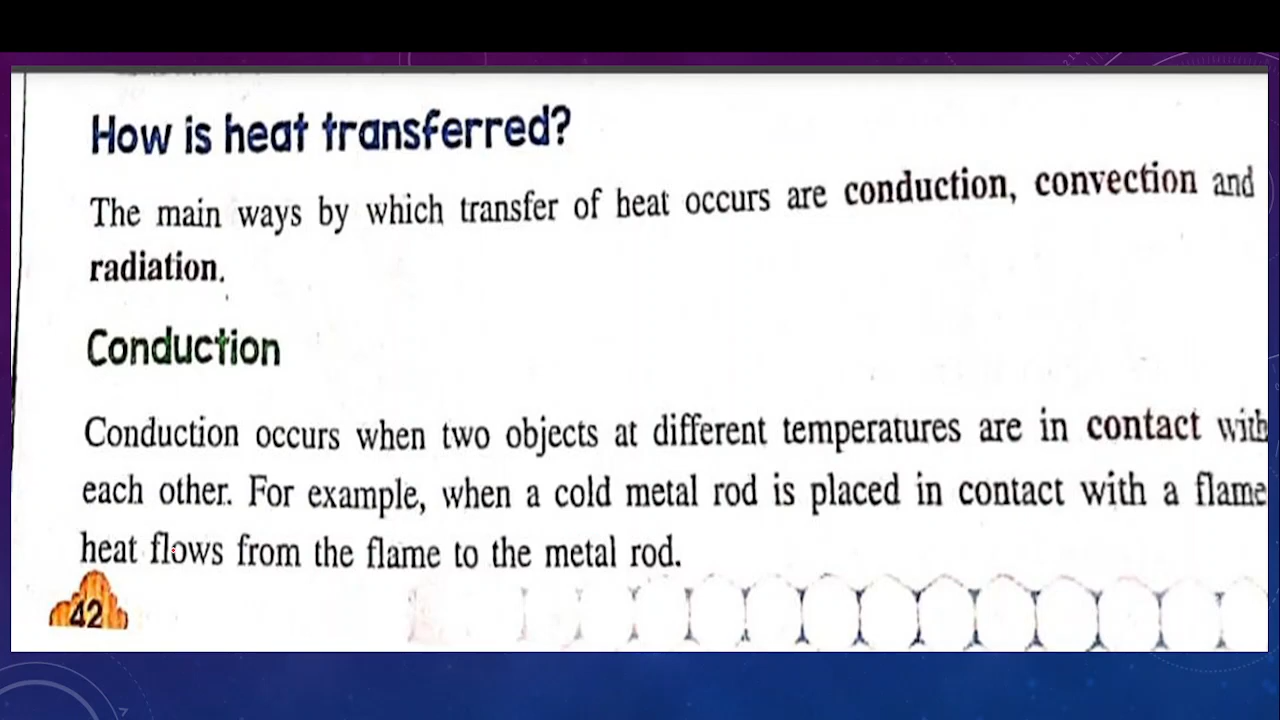 How is heat transferred?
The main ways by which transfer of heat occurs are conduction, convection and
radiation.
Conduction
Conduction occurs when two objects at different temperatures are in contact with
each other. For example, when a cold metal rod is placed in contact with a flame
heat flows from the flame to the metal rod.
42